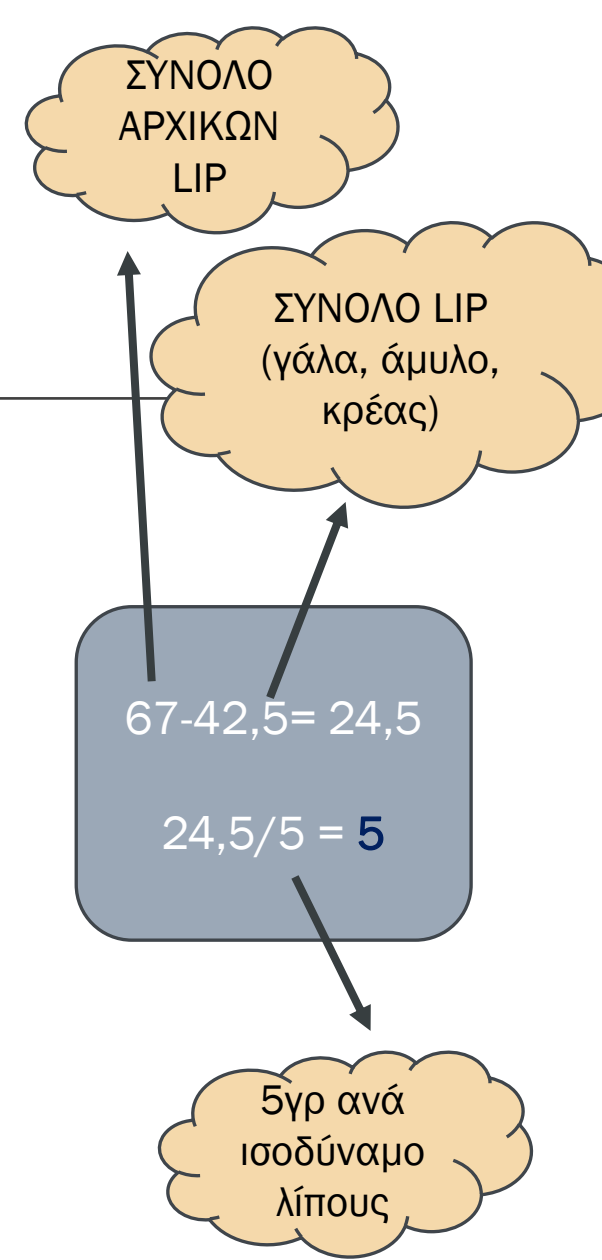 ΣΥΝΟΛΟ
ΑΡΧΙΚΩΝ
LIP
ΣΥΝΟΛΟ LIP
(γάλα, άμυλο,
κρέας)
67-42,5= 24,5
24,5/5 = 5
5γρ ανά
ισοδύναμο
λίπους